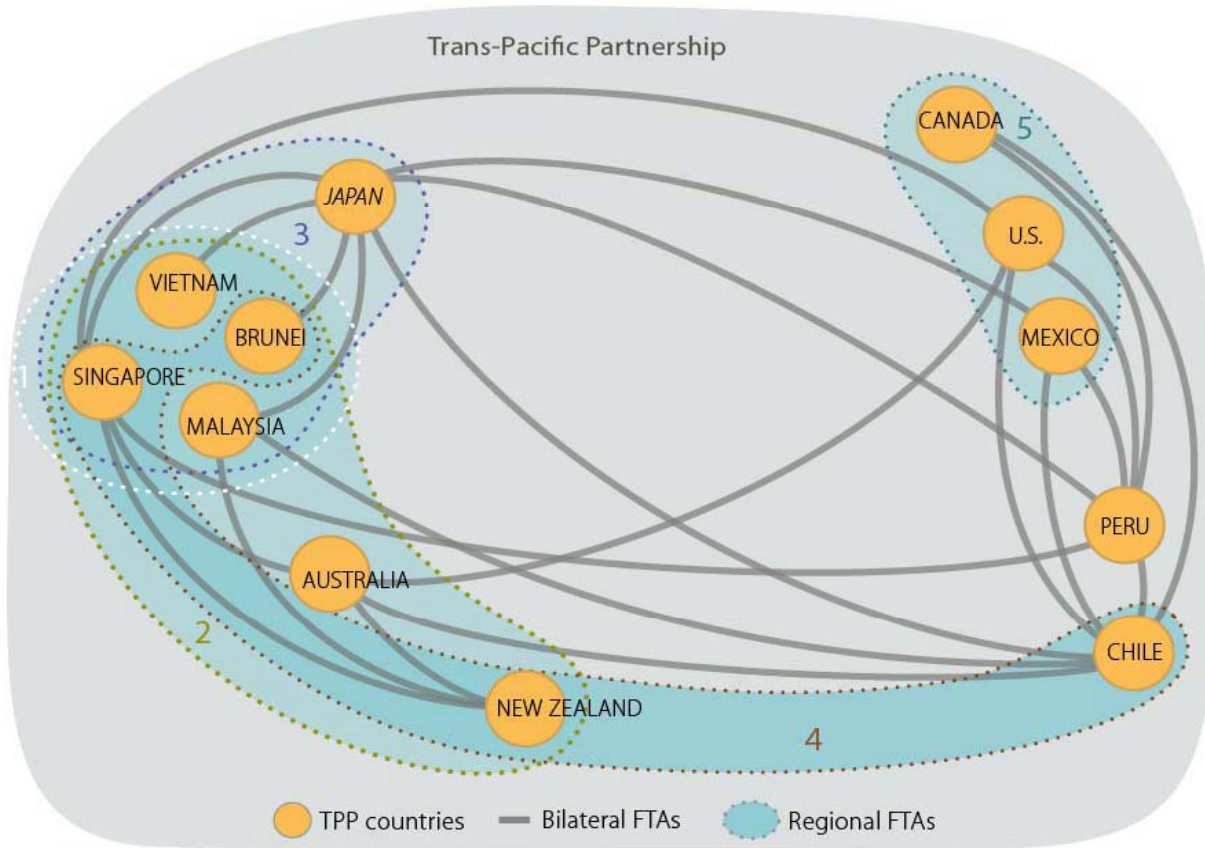 Trans-Pacific Partnership
CANADA
5
JAPAN
U.S.
3
VIETNAM
BRUNEI
MEXICO
1
SINGAPORE
MALAYSIA
PERU
AUSTRALIA
2
CHILE
NEW ZEALAND
4
TPP countries
Bilateral FTAs
Regional FTAs